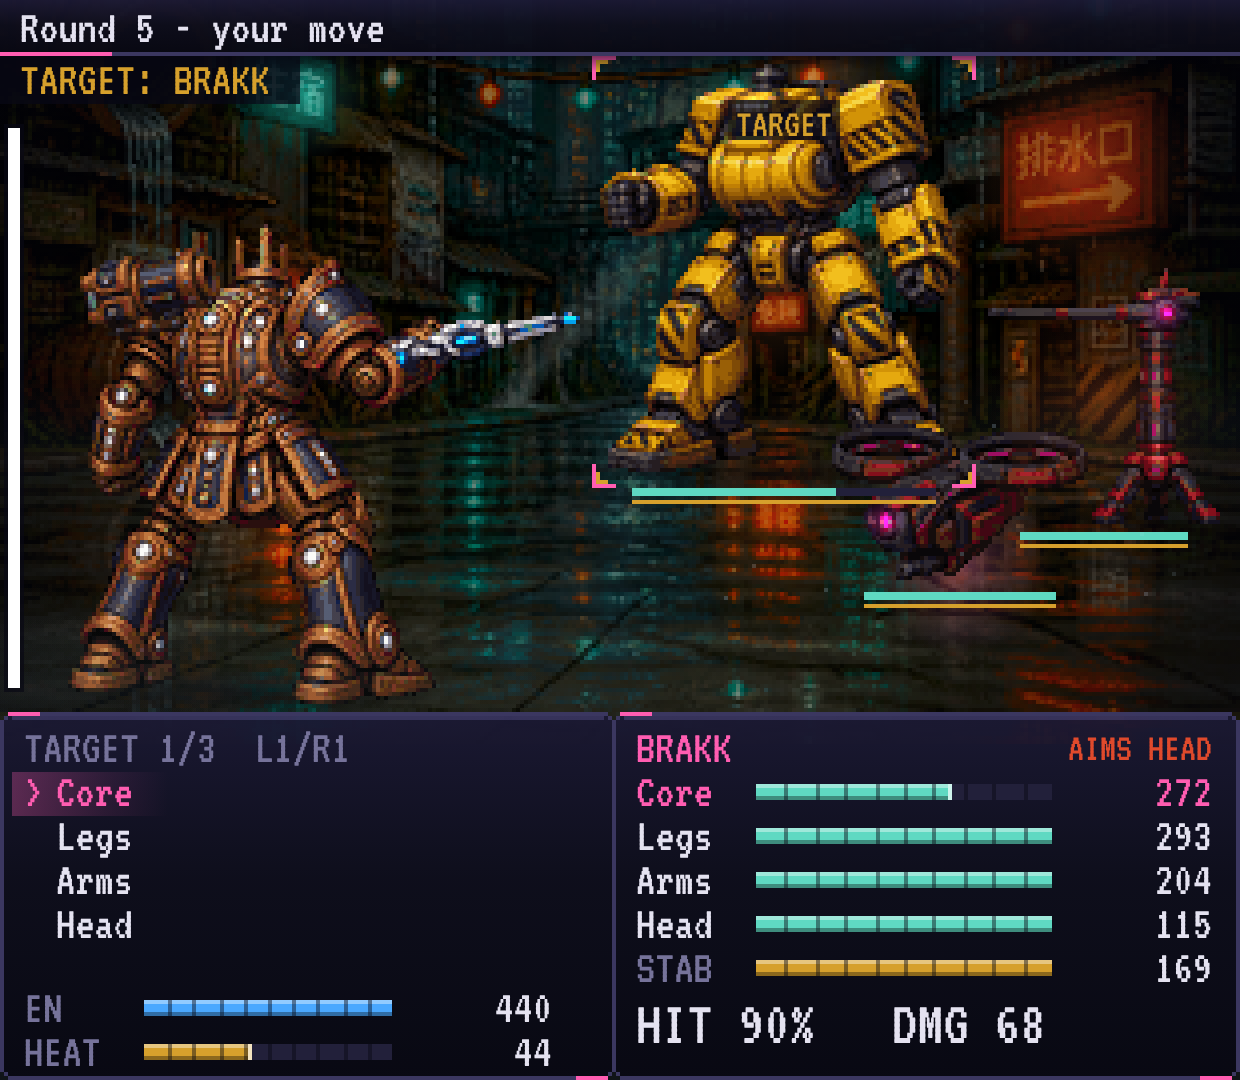 Round 5 - your move
TARGET: BRAKK
TARGET
排水口
TARGET 1/3 L1/R1
> Core
Legs
Arms
Head
EN 440
HEAT 44
BRAKK AIMS HEAD
Core 272
Legs 293
Arms 204
Head 115
STAB 169
HIT 90% DMG 68